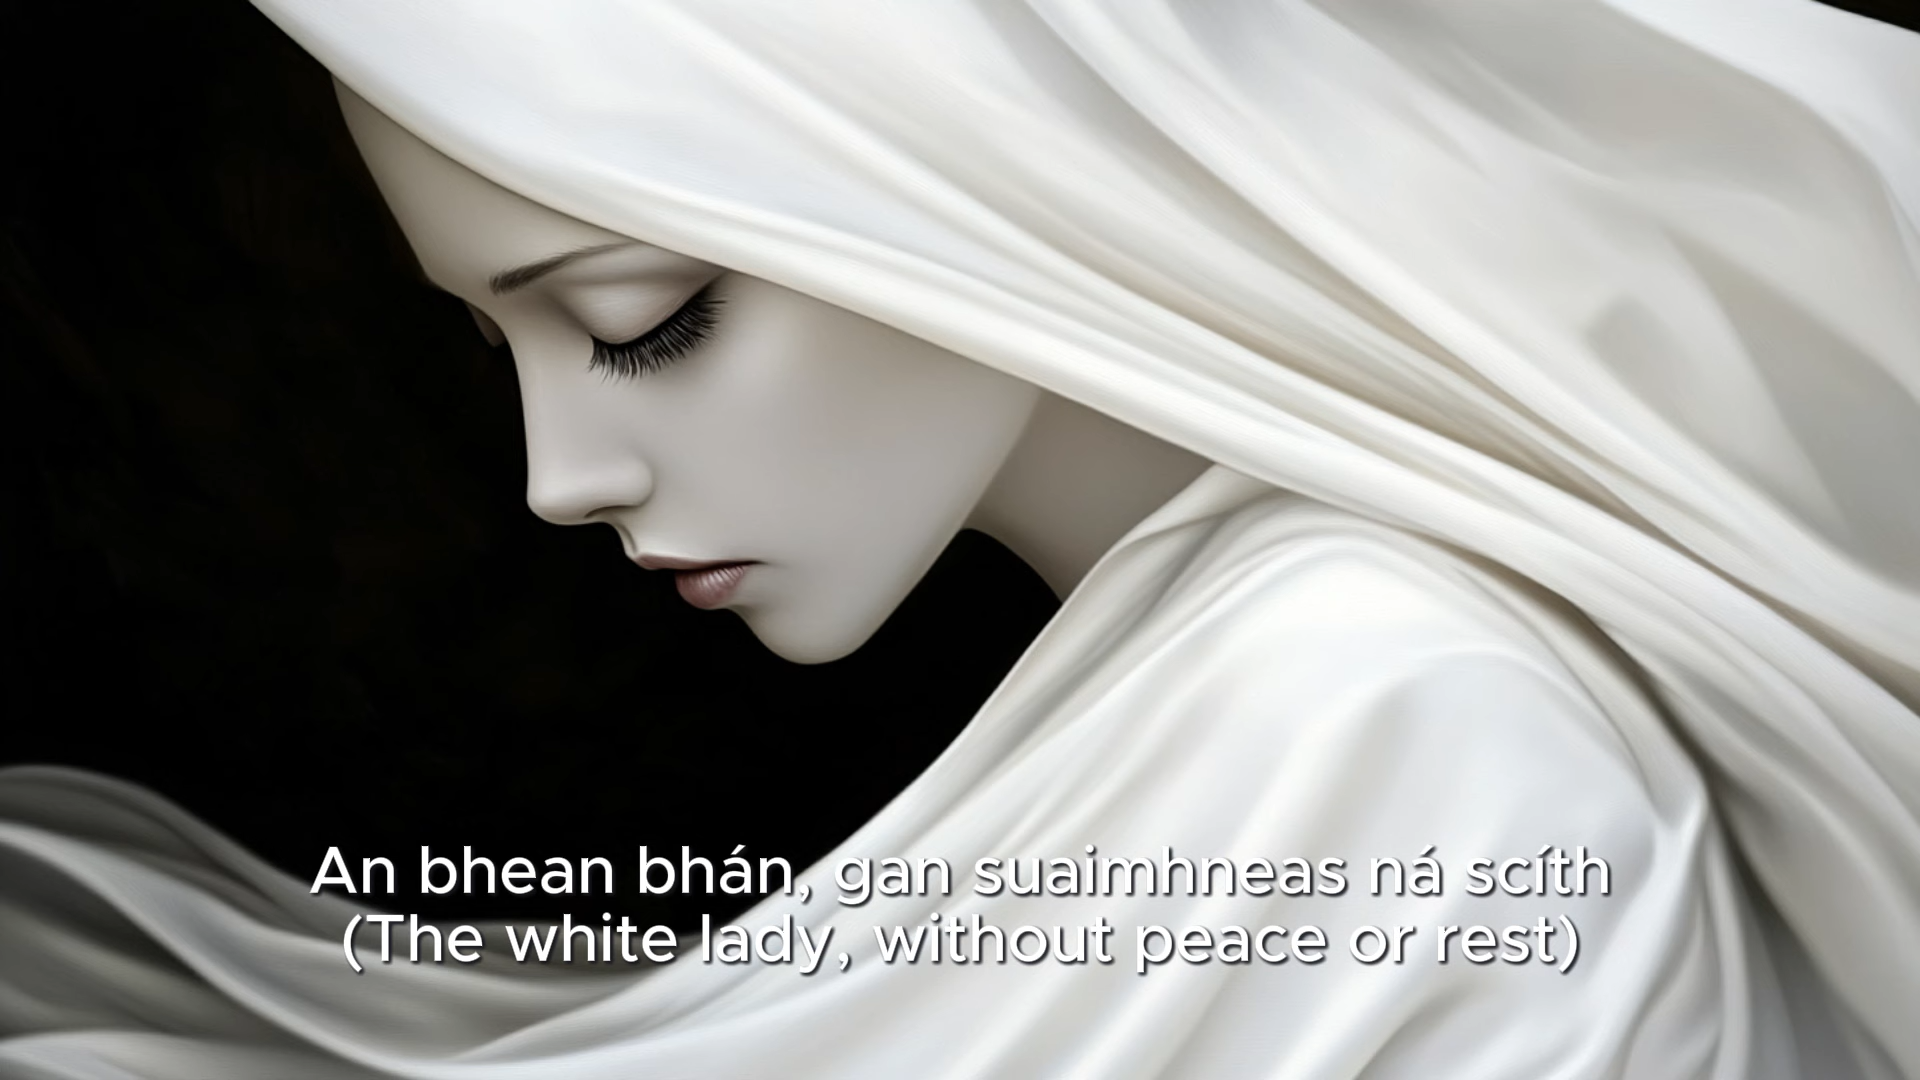 An bhean bhán, gan suaimhneas ná scíth
(The white lady, without peace or rest)